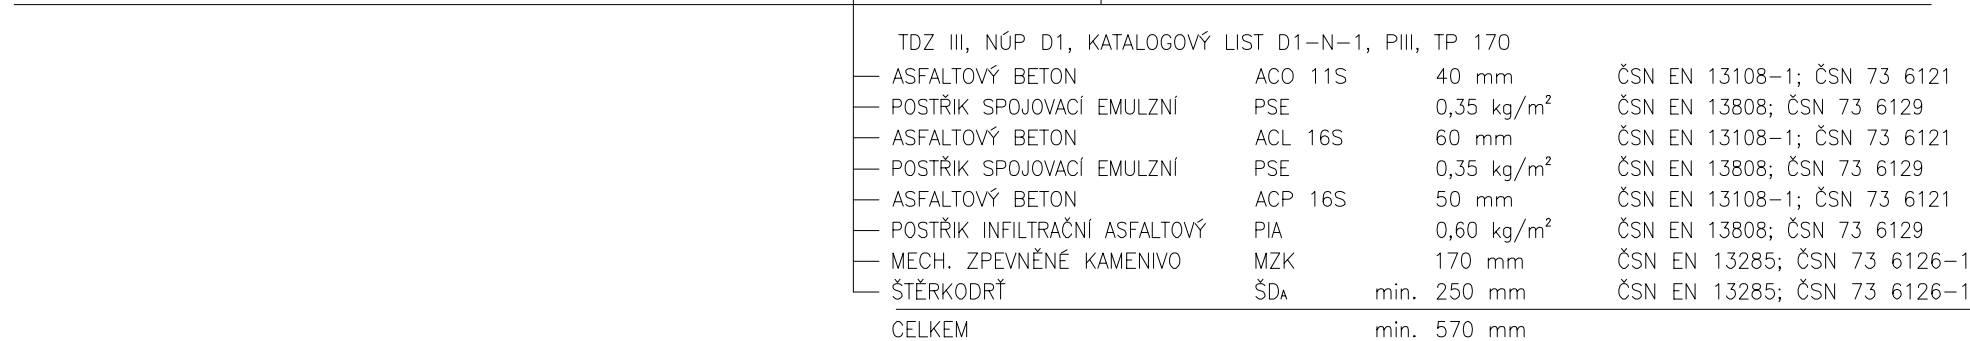 TDZ III, NÚP D1, KATALOGOVÝ LIST D1-N-1, PIII, TP 170
ASFALTOVÝ BETON ACO 11S 40 mm ČSN EN 13108-1; ČSN 73 6121
POSTŘIK SPOJOVACÍ EMULZNÍ PSE 0,35 kg/m² ČSN EN 13808; ČSN 73 6129
ASFALTOVÝ BETON ACL 16S 60 mm ČSN EN 13108-1; ČSN 73 6121
POSTŘIK SPOJOVACÍ EMULZNÍ PSE 0,35 kg/m² ČSN EN 13808; ČSN 73 6129
ASFALTOVÝ BETON ACP 16S 50 mm ČSN EN 13108-1; ČSN 73 6121
POSTŘIK INFILTRAČNÍ ASFALTOVÝ PIA 0,60 kg/m² ČSN EN 13808; ČSN 73 6129
MECH. ZPEVNĚNÉ KAMENIVO MZK 170 mm ČSN EN 13285; ČSN 73 6126-1
ŠTĚRKODRŤ ŠDA min. 250 mm ČSN EN 13285; ČSN 73 6126-1
CELKEM min. 570 mm